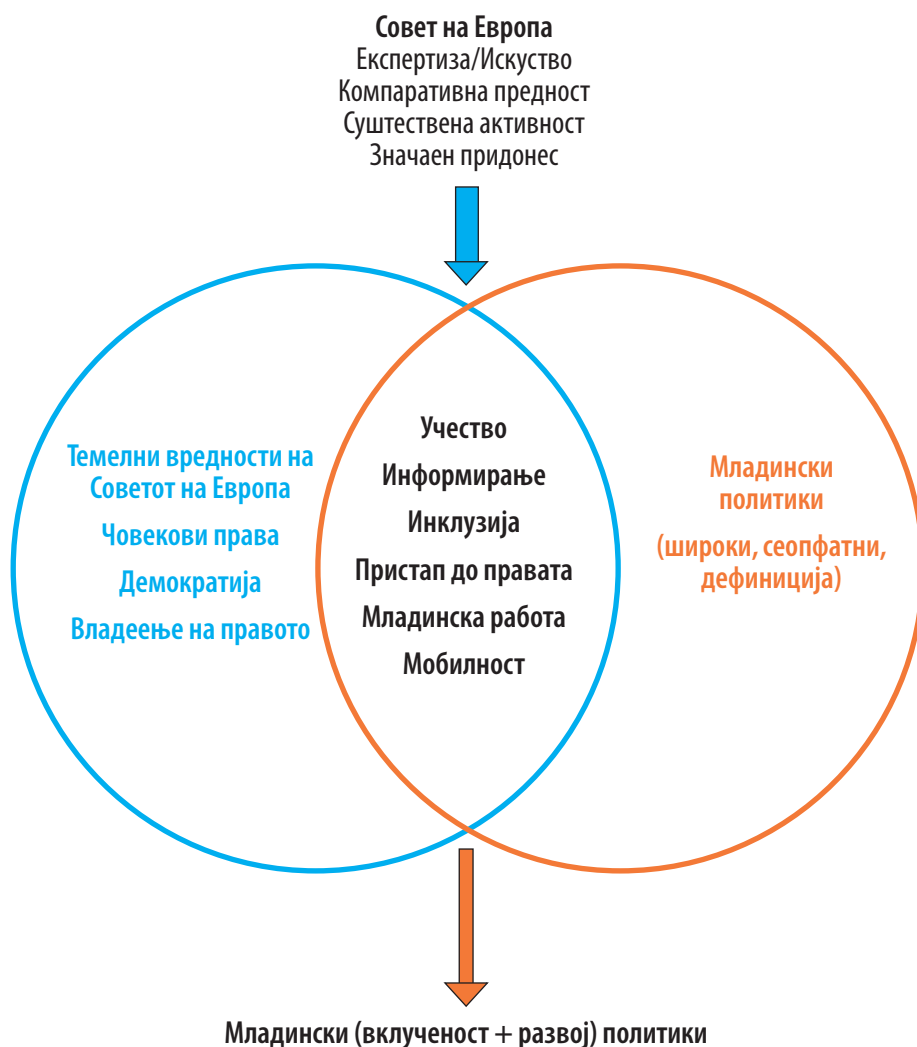 Совет на Европа
Експертиза/Искуство
Компаративна предност
Суштествена активност
Значаен придонес
Темелни вредности на
Советот на Европа
Човекови права
Демократија
Владеење на правото
Учество
Информирање
Инклузија
Пристап до правата
Младинска работа
Мобилност
Младински
политики
(широки, сеопфатни,
дефиниција)
Младински (вклученост + развој) политики